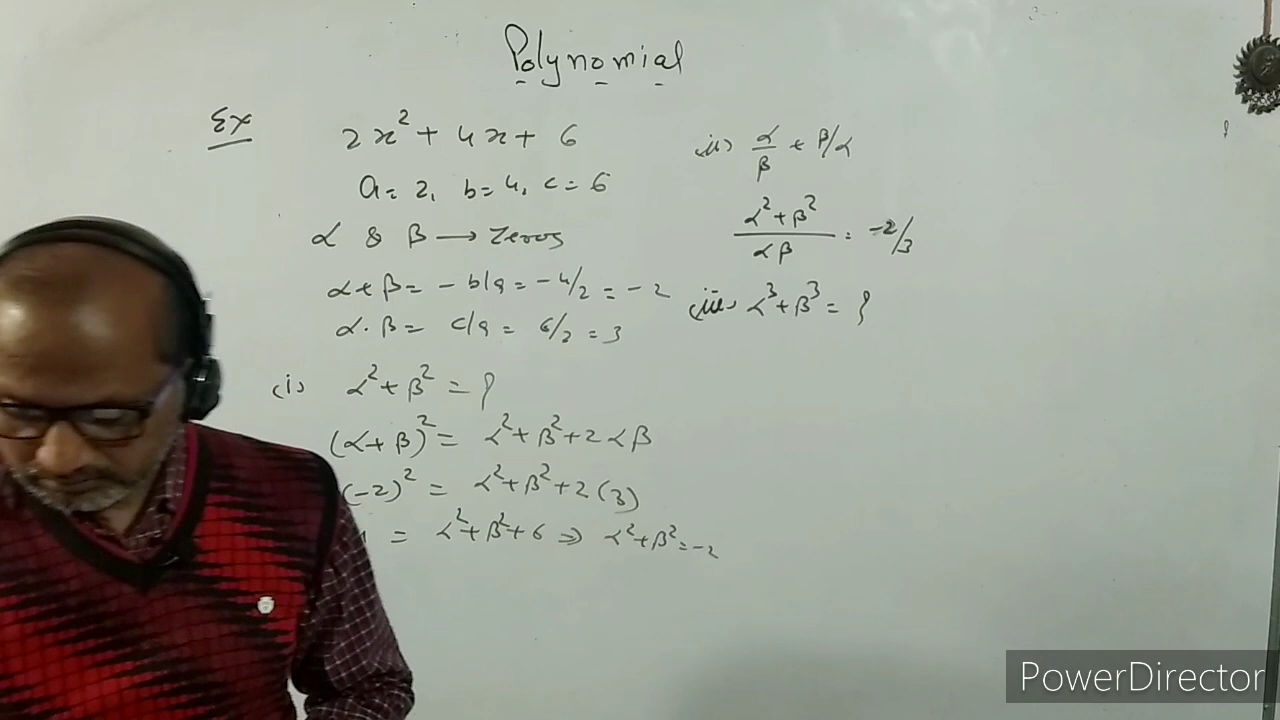 Polynomial
Ex
2x² + 4x + 6
a = 2, b = 4, c = 6
α & β → zeros
α + β = - b/a = - 4/2 = - 2
α . β = c/a = 6/2 = 3
(i) α² + β² = ?
(α + β)² = α² + β² + 2αβ
(-2)² = α² + β² + 2(3)
= α² + β² + 6 ⇒ α² + β² = -2
(ii) α/β + β/α
α² + β² / αβ = -2/3
(iii) α³ + β³ = ?
PowerDirector